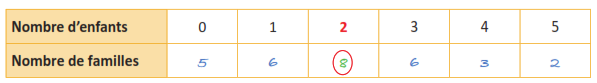 Nombre d'enfants 0 1 2 3 4 5
Nombre de familles 5 6 8 6 3 2